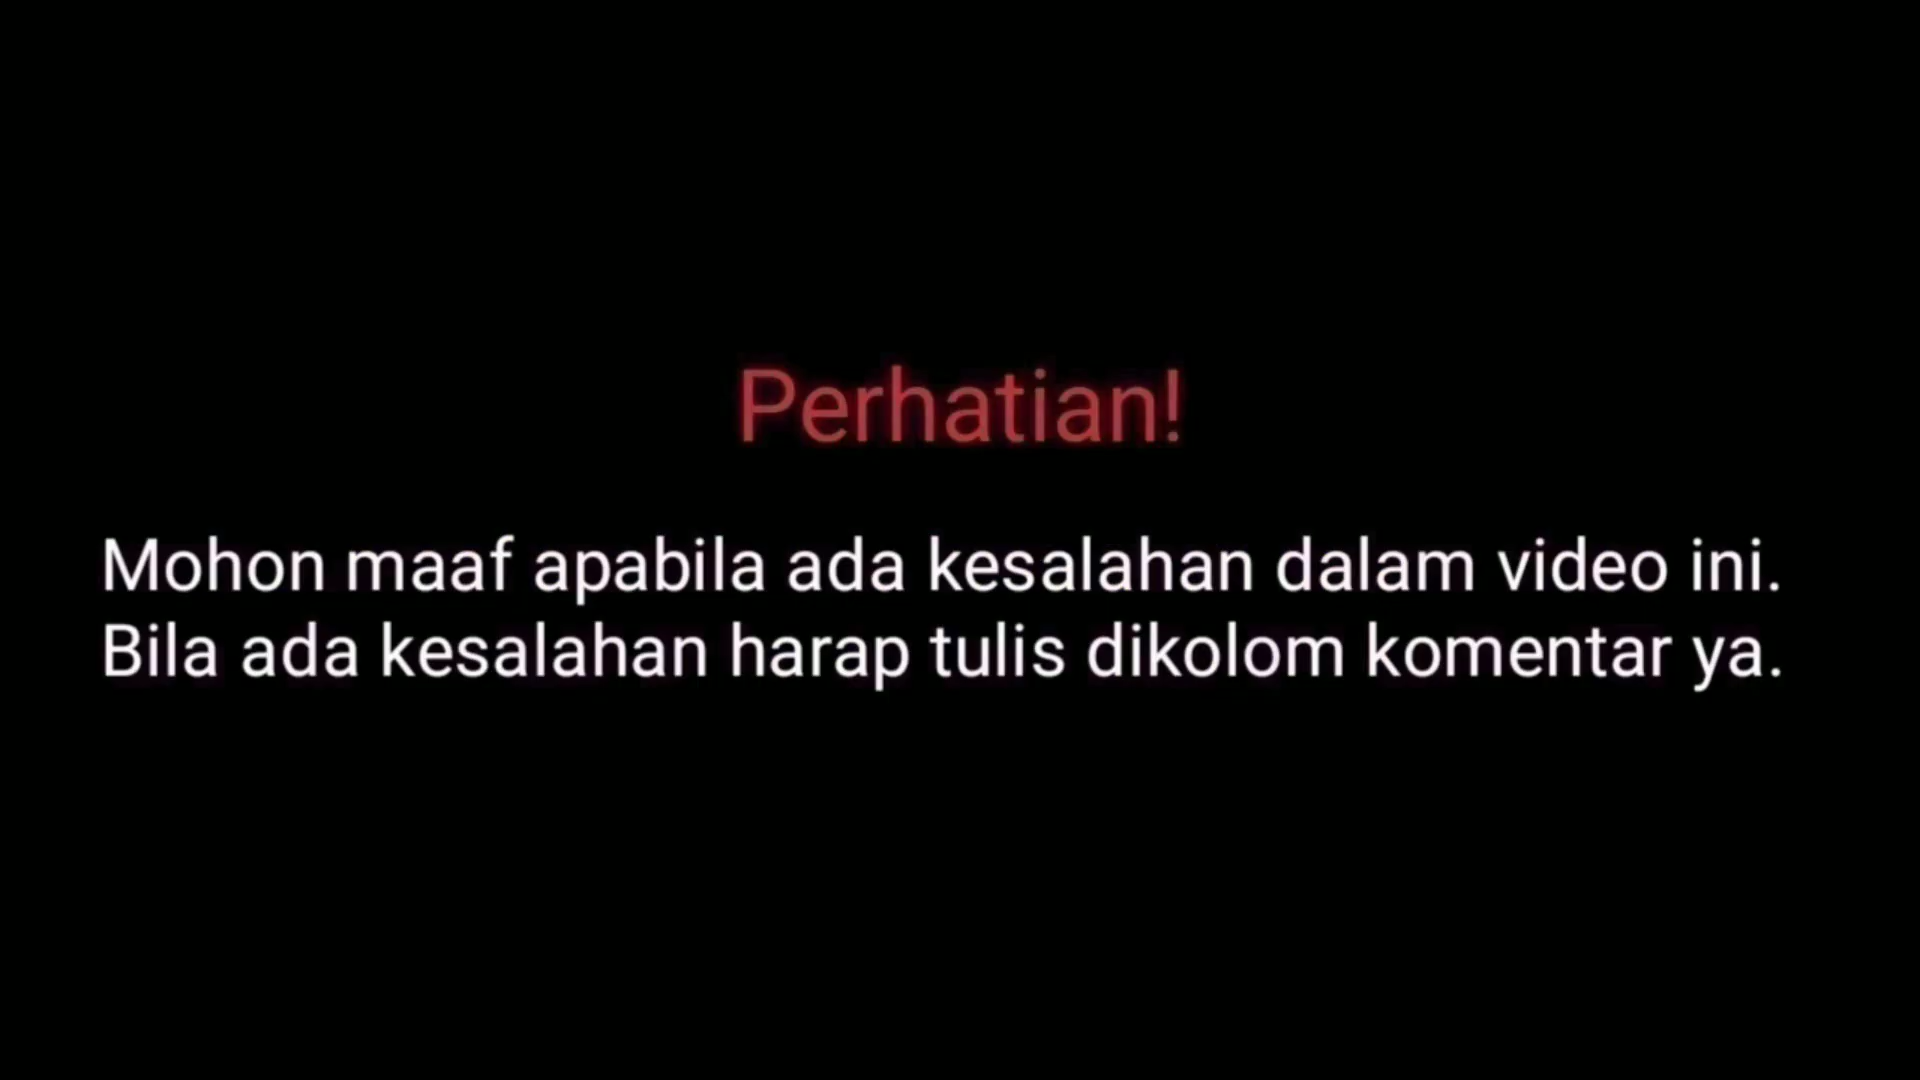 Perhatian!
Mohon maaf apabila ada kesalahan dalam video ini.
Bila ada kesalahan harap tulis dikolom komentar ya.